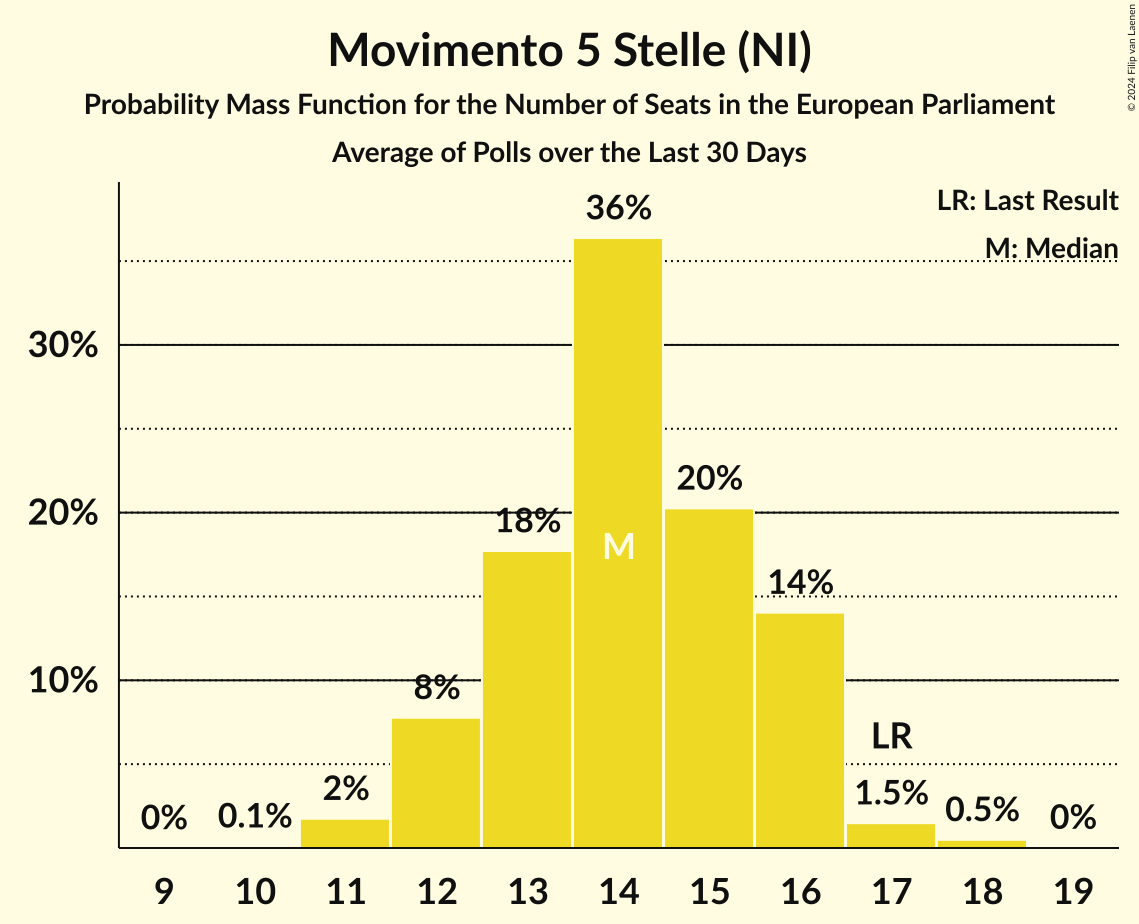 Movimento 5 Stelle (NI)
Probability Mass Function for the Number of Seats in the European Parliament
Average of Polls over the Last 30 Days
© 2024 Filip van Laenen
LR: Last Result
M: Median
36%
30%
20%
20%
18%
M
14%
10%
8%
LR
2%
1.5%
0.5%
0%
0.1%
0%
9 10 11 12 13 14 15 16 17 18 19